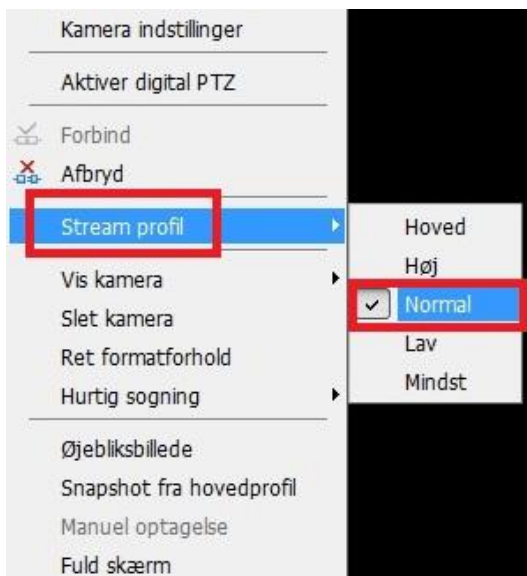 Kamera indstillinger
Aktiver digital PTZ
Forbind
Afbryd
Stream profil
Hoved
Høj
Normal
Lav
Mindst
Vis kamera
Slet kamera
Ret formatforhold
Hurtig sogning
Øjebliksbillede
Snapshot fra hovedprofil
Manuel optagelse
Fuld skærm